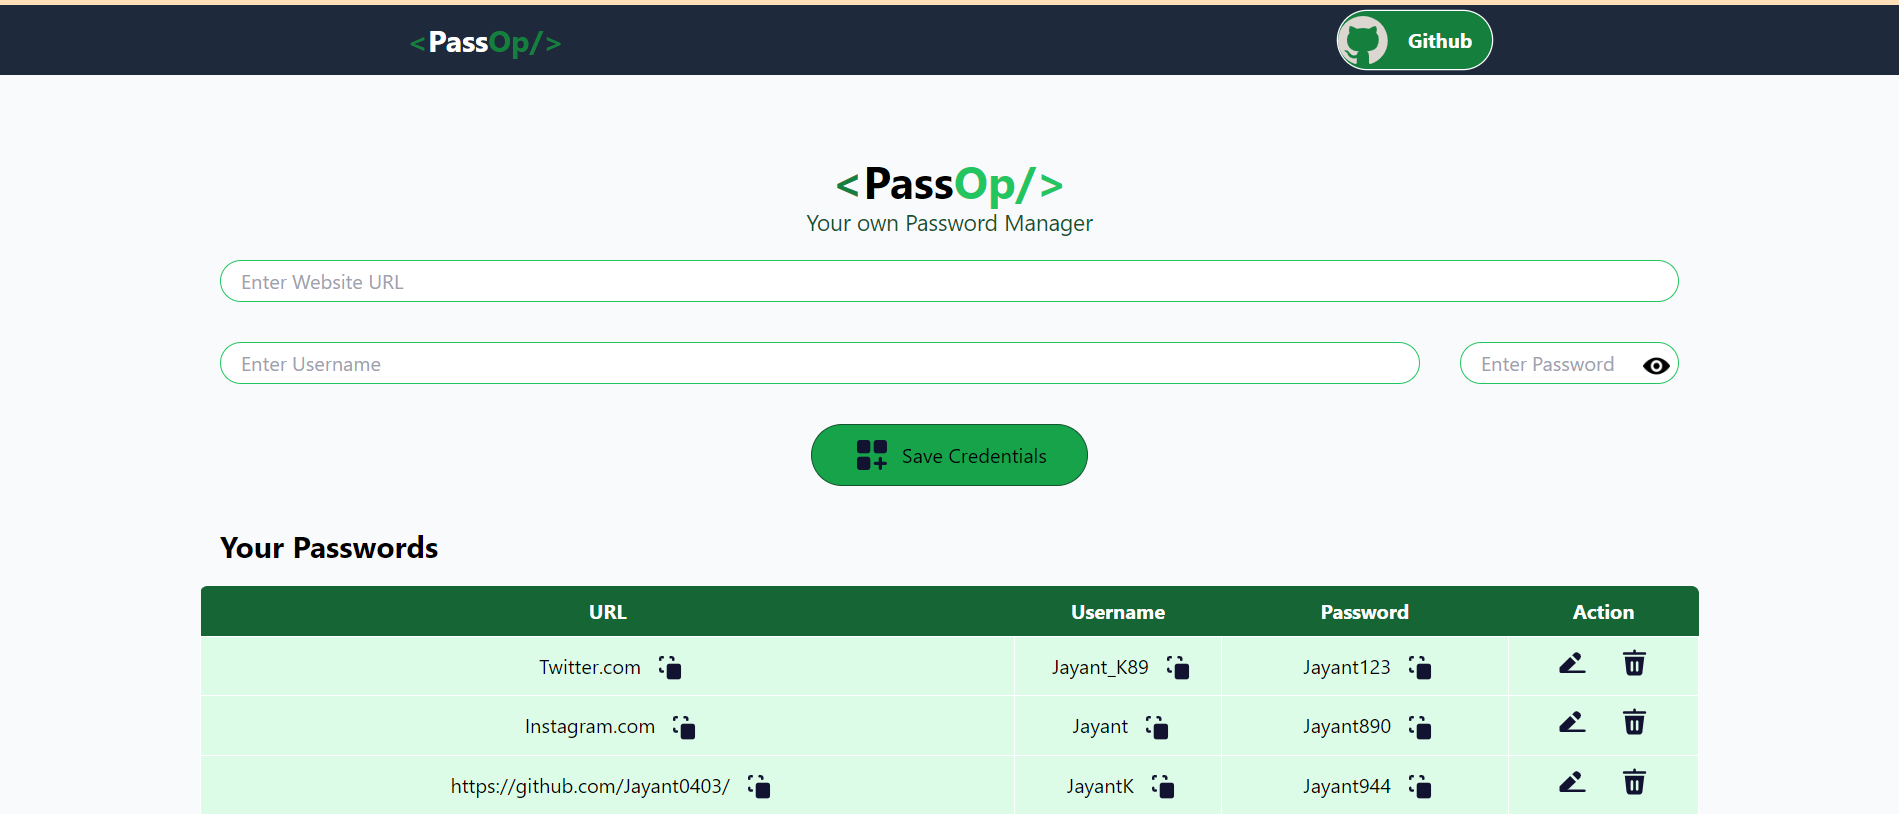 <PassOp/> Github
<PassOp/>
Your own Password Manager
Enter Website URL
Enter Username Enter Password
Save Credentials
Your Passwords
URL Username Password Action
Twitter.com Jayant_K89 Jayant123
Instagram.com Jayant Jayant890
https://github.com/Jayant0403/ JayantK Jayant944